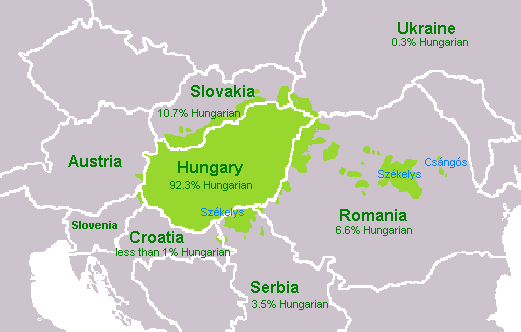 Ukraine
0.3% Hungarian
Slovakia
10.7% Hungarian
Austria
Hungary
92.3% Hungarian
Székelys
Csángós
Székelys
Romania
6.6% Hungarian
Slovenia
Croatia
less than 1% Hungarian
Serbia
3.5% Hungarian